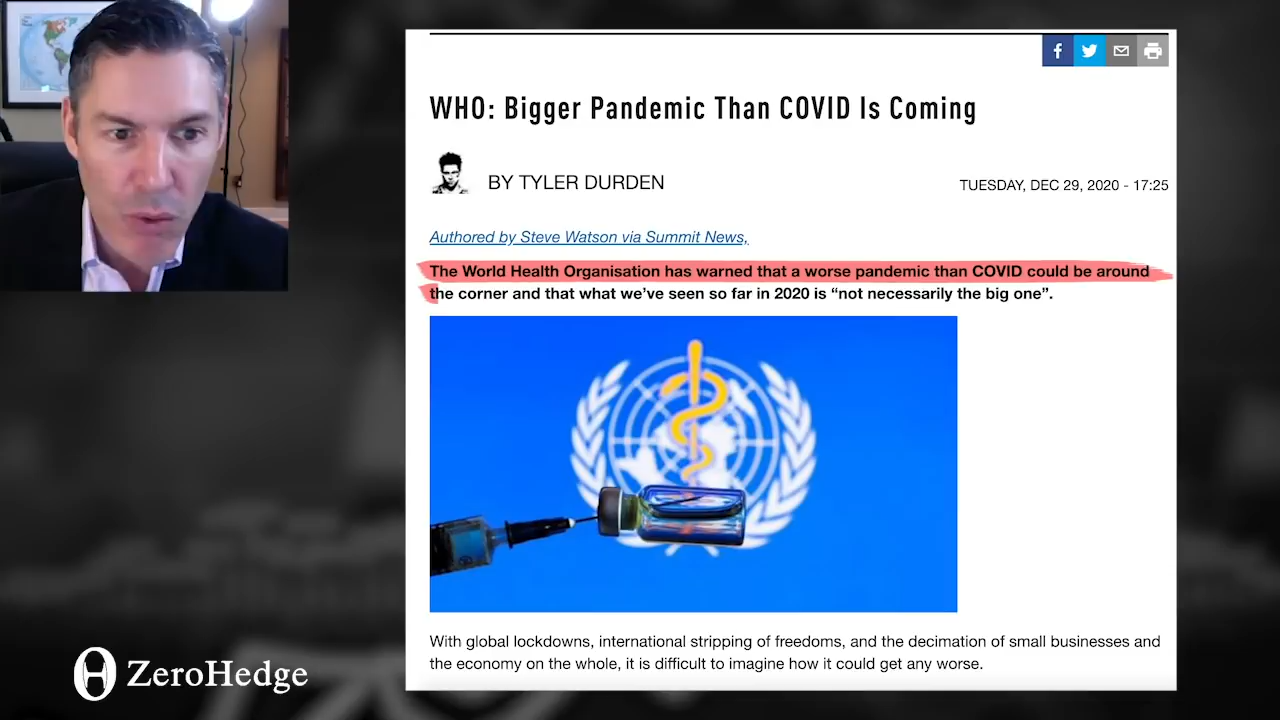 WHO: Bigger Pandemic Than COVID Is Coming
BY TYLER DURDEN
TUESDAY, DEC 29, 2020 - 17:25
Authored by Steve Watson via Summit News,
The World Health Organisation has warned that a worse pandemic than COVID could be around
the corner and that what we’ve seen so far in 2020 is “not necessarily the big one”.
With global lockdowns, international stripping of freedoms, and the decimation of small businesses and
the economy on the whole, it is difficult to imagine how it could get any worse.
ZeroHedge